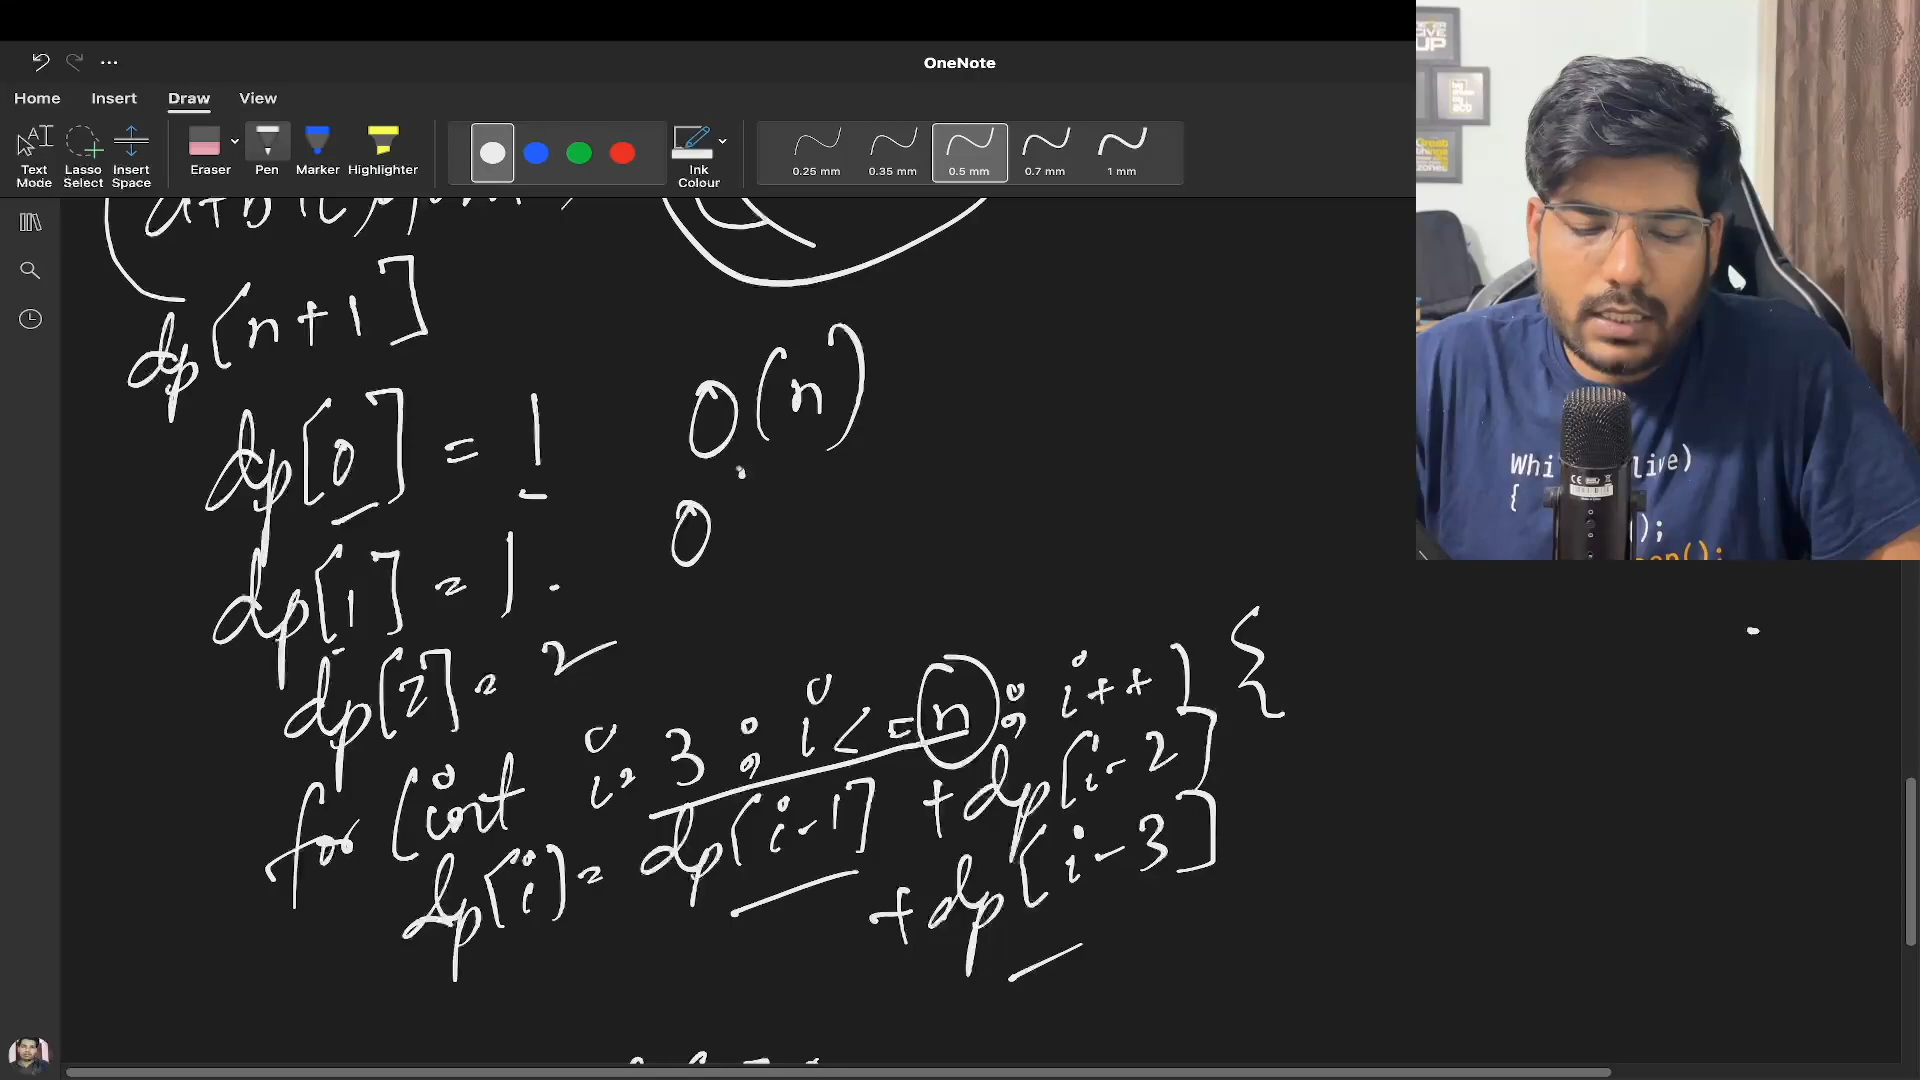 OneNote
Home Insert Draw View
Text Mode
Lasso Select
Insert Space
Eraser
Pen
Marker
Highlighter
Ink Colour
0.25 mm
0.35 mm
0.5 mm
0.7 mm
1 mm
dp[n+1]
dp[0] = 1
O(n)
dp[1] = 1.
O
dp[2] = 2
for (int i = 3; i <= n; i++) {
dp[i] = dp[i-1] + dp[i-2]
+ dp[i-3]
UP
live)
{
);